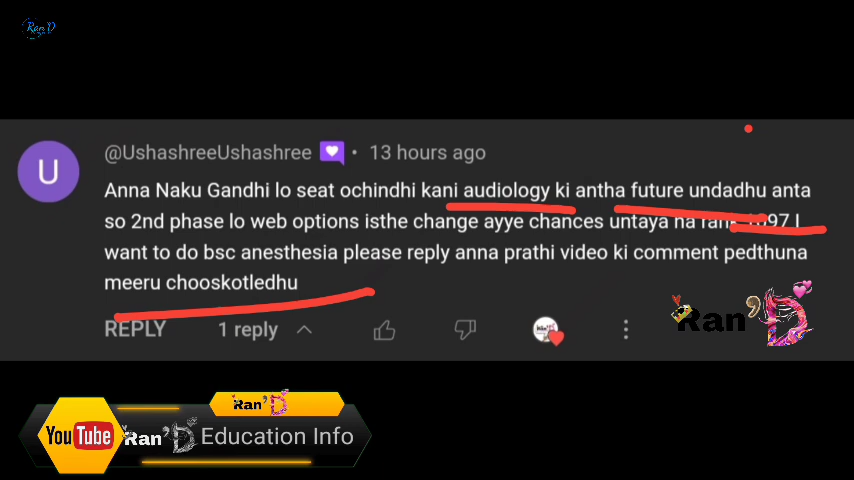 Ran'D
@UshashreeUshashree • 13 hours ago
U
Anna Naku Gandhi lo seat ochindhi kani audiology ki antha future undadhu anta
so 2nd phase lo web options isthe change ayye chances untaya na rank 1097 I
want to do bsc anesthesia please reply anna prathi video ki comment pedthuna
meeru chooskotledhu
REPLY 1 reply
Ran'D
Ran'D
YouTube Ran'D Education Info